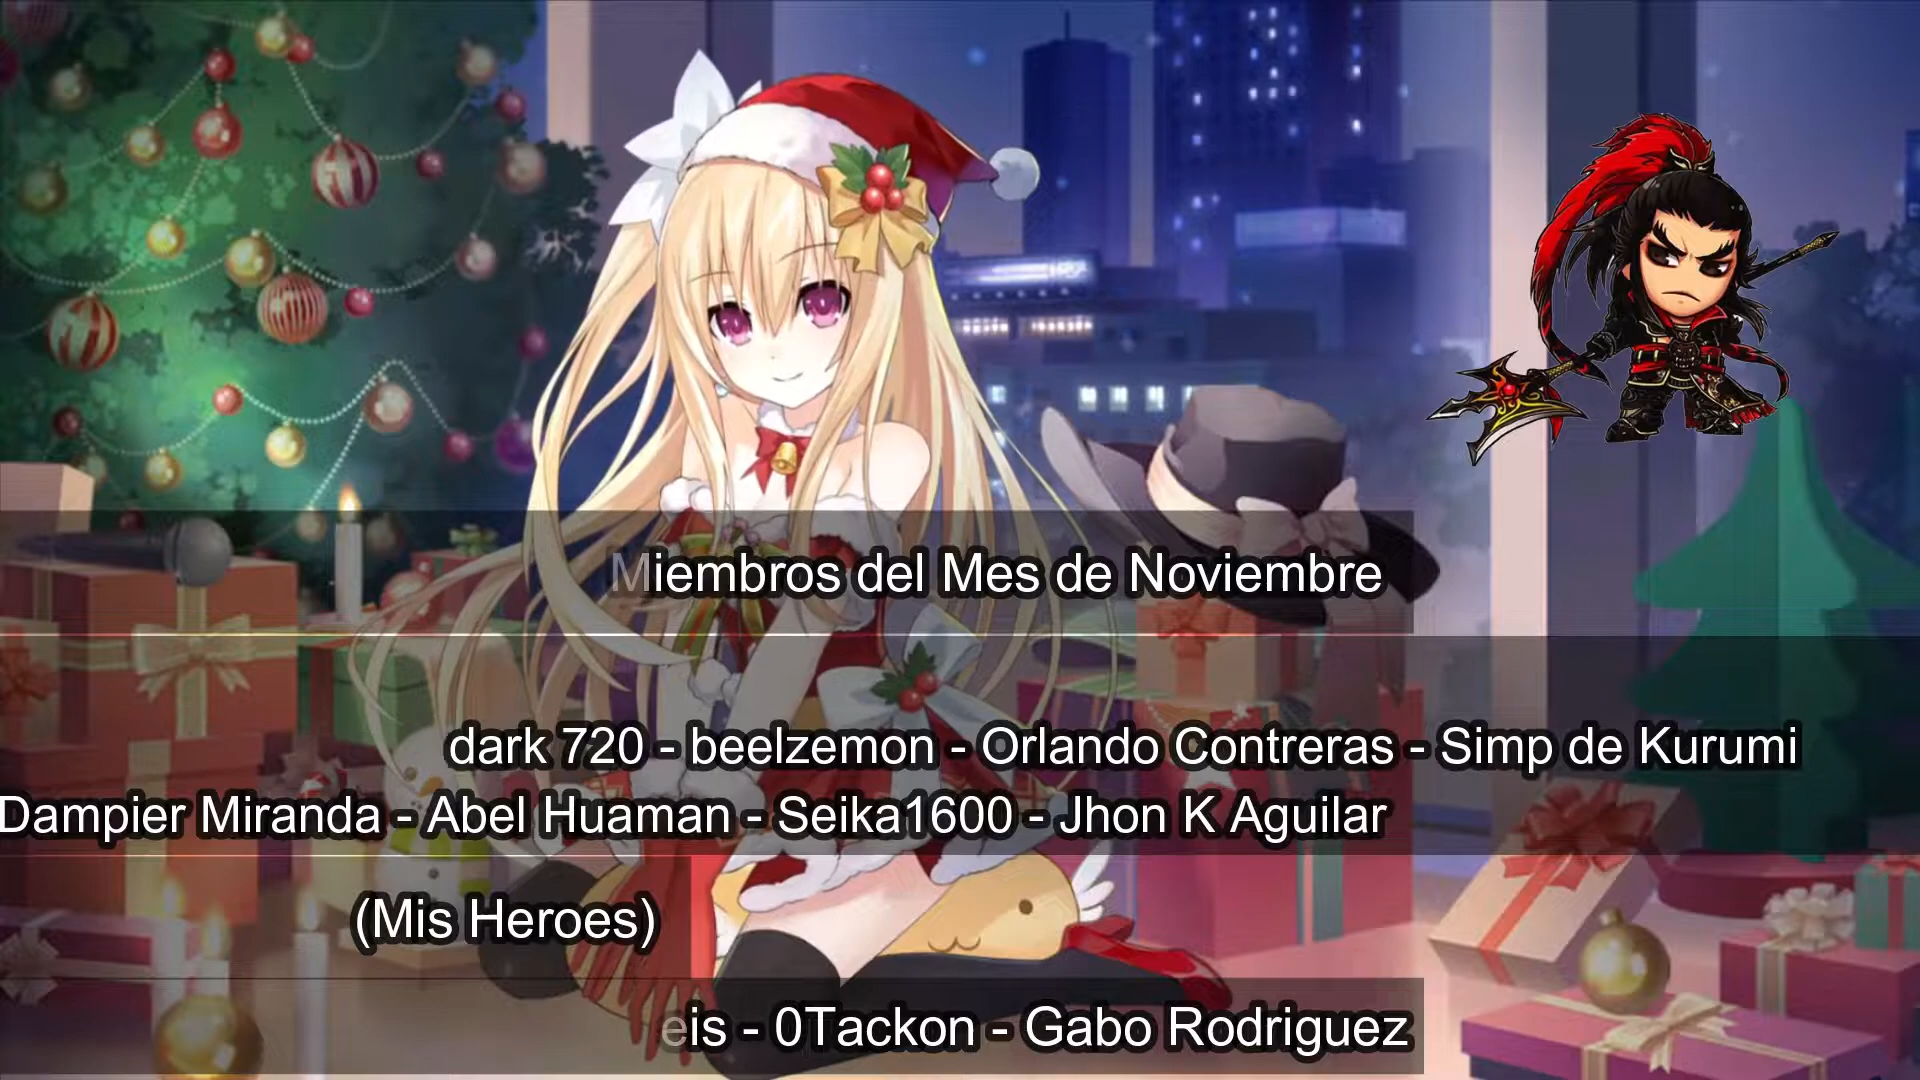 Miembros del Mes de Noviembre
dark 720 - beelzemon - Orlando Contreras - Simp de Kurumi
Dampier Miranda - Abel Huaman - Seika1600 - Jhon K Aguilar
(Mis Heroes)
eis - 0Tackon - Gabo Rodriguez